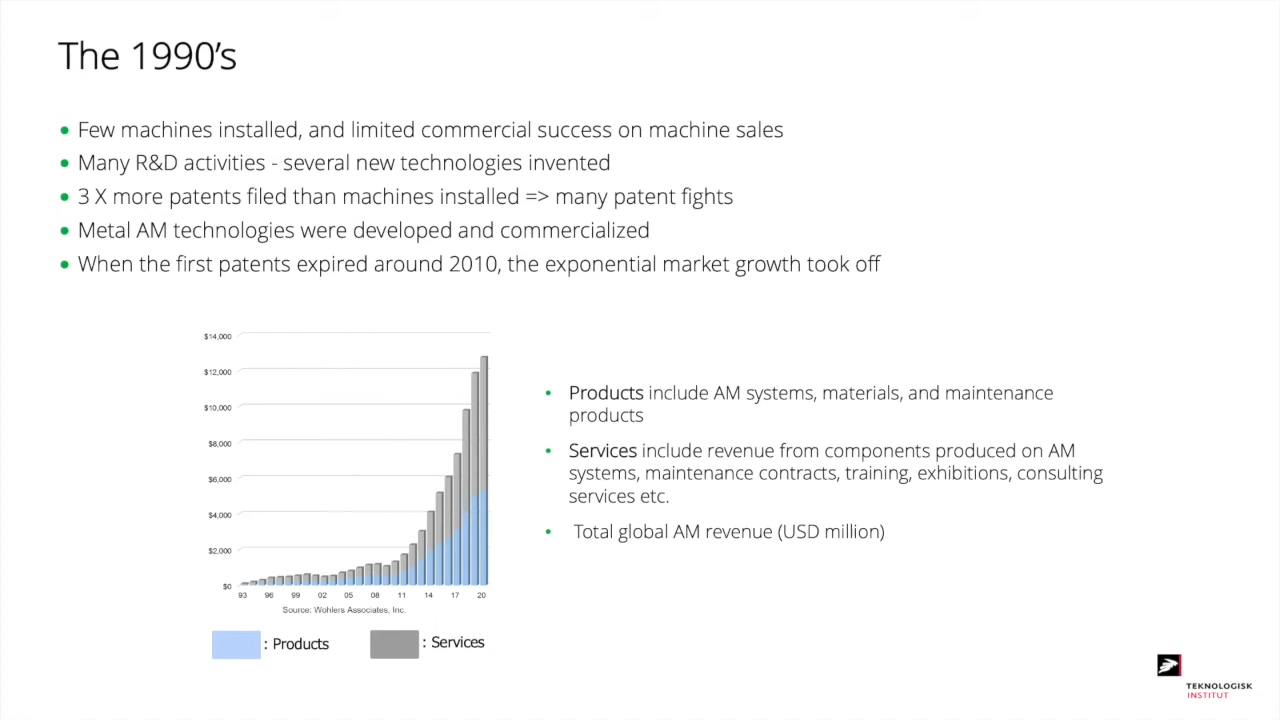 The 1990's
• Few machines installed, and limited commercial success on machine sales
• Many R&D activities - several new technologies invented
• 3 X more patents filed than machines installed => many patent fights
• Metal AM technologies were developed and commercialized
• When the first patents expired around 2010, the exponential market growth took off
$14,000
$12,000
$10,000
$8,000
$6,000
$4,000
$2,000
$0
93 96 99 02 05 08 11 14 17 20
Source: Wohlers Associates, Inc.
: Products : Services
• Products include AM systems, materials, and maintenance
products
• Services include revenue from components produced on AM
systems, maintenance contracts, training, exhibitions, consulting
services etc.
• Total global AM revenue (USD million)
TEKNOLOGISK
INSTITUT